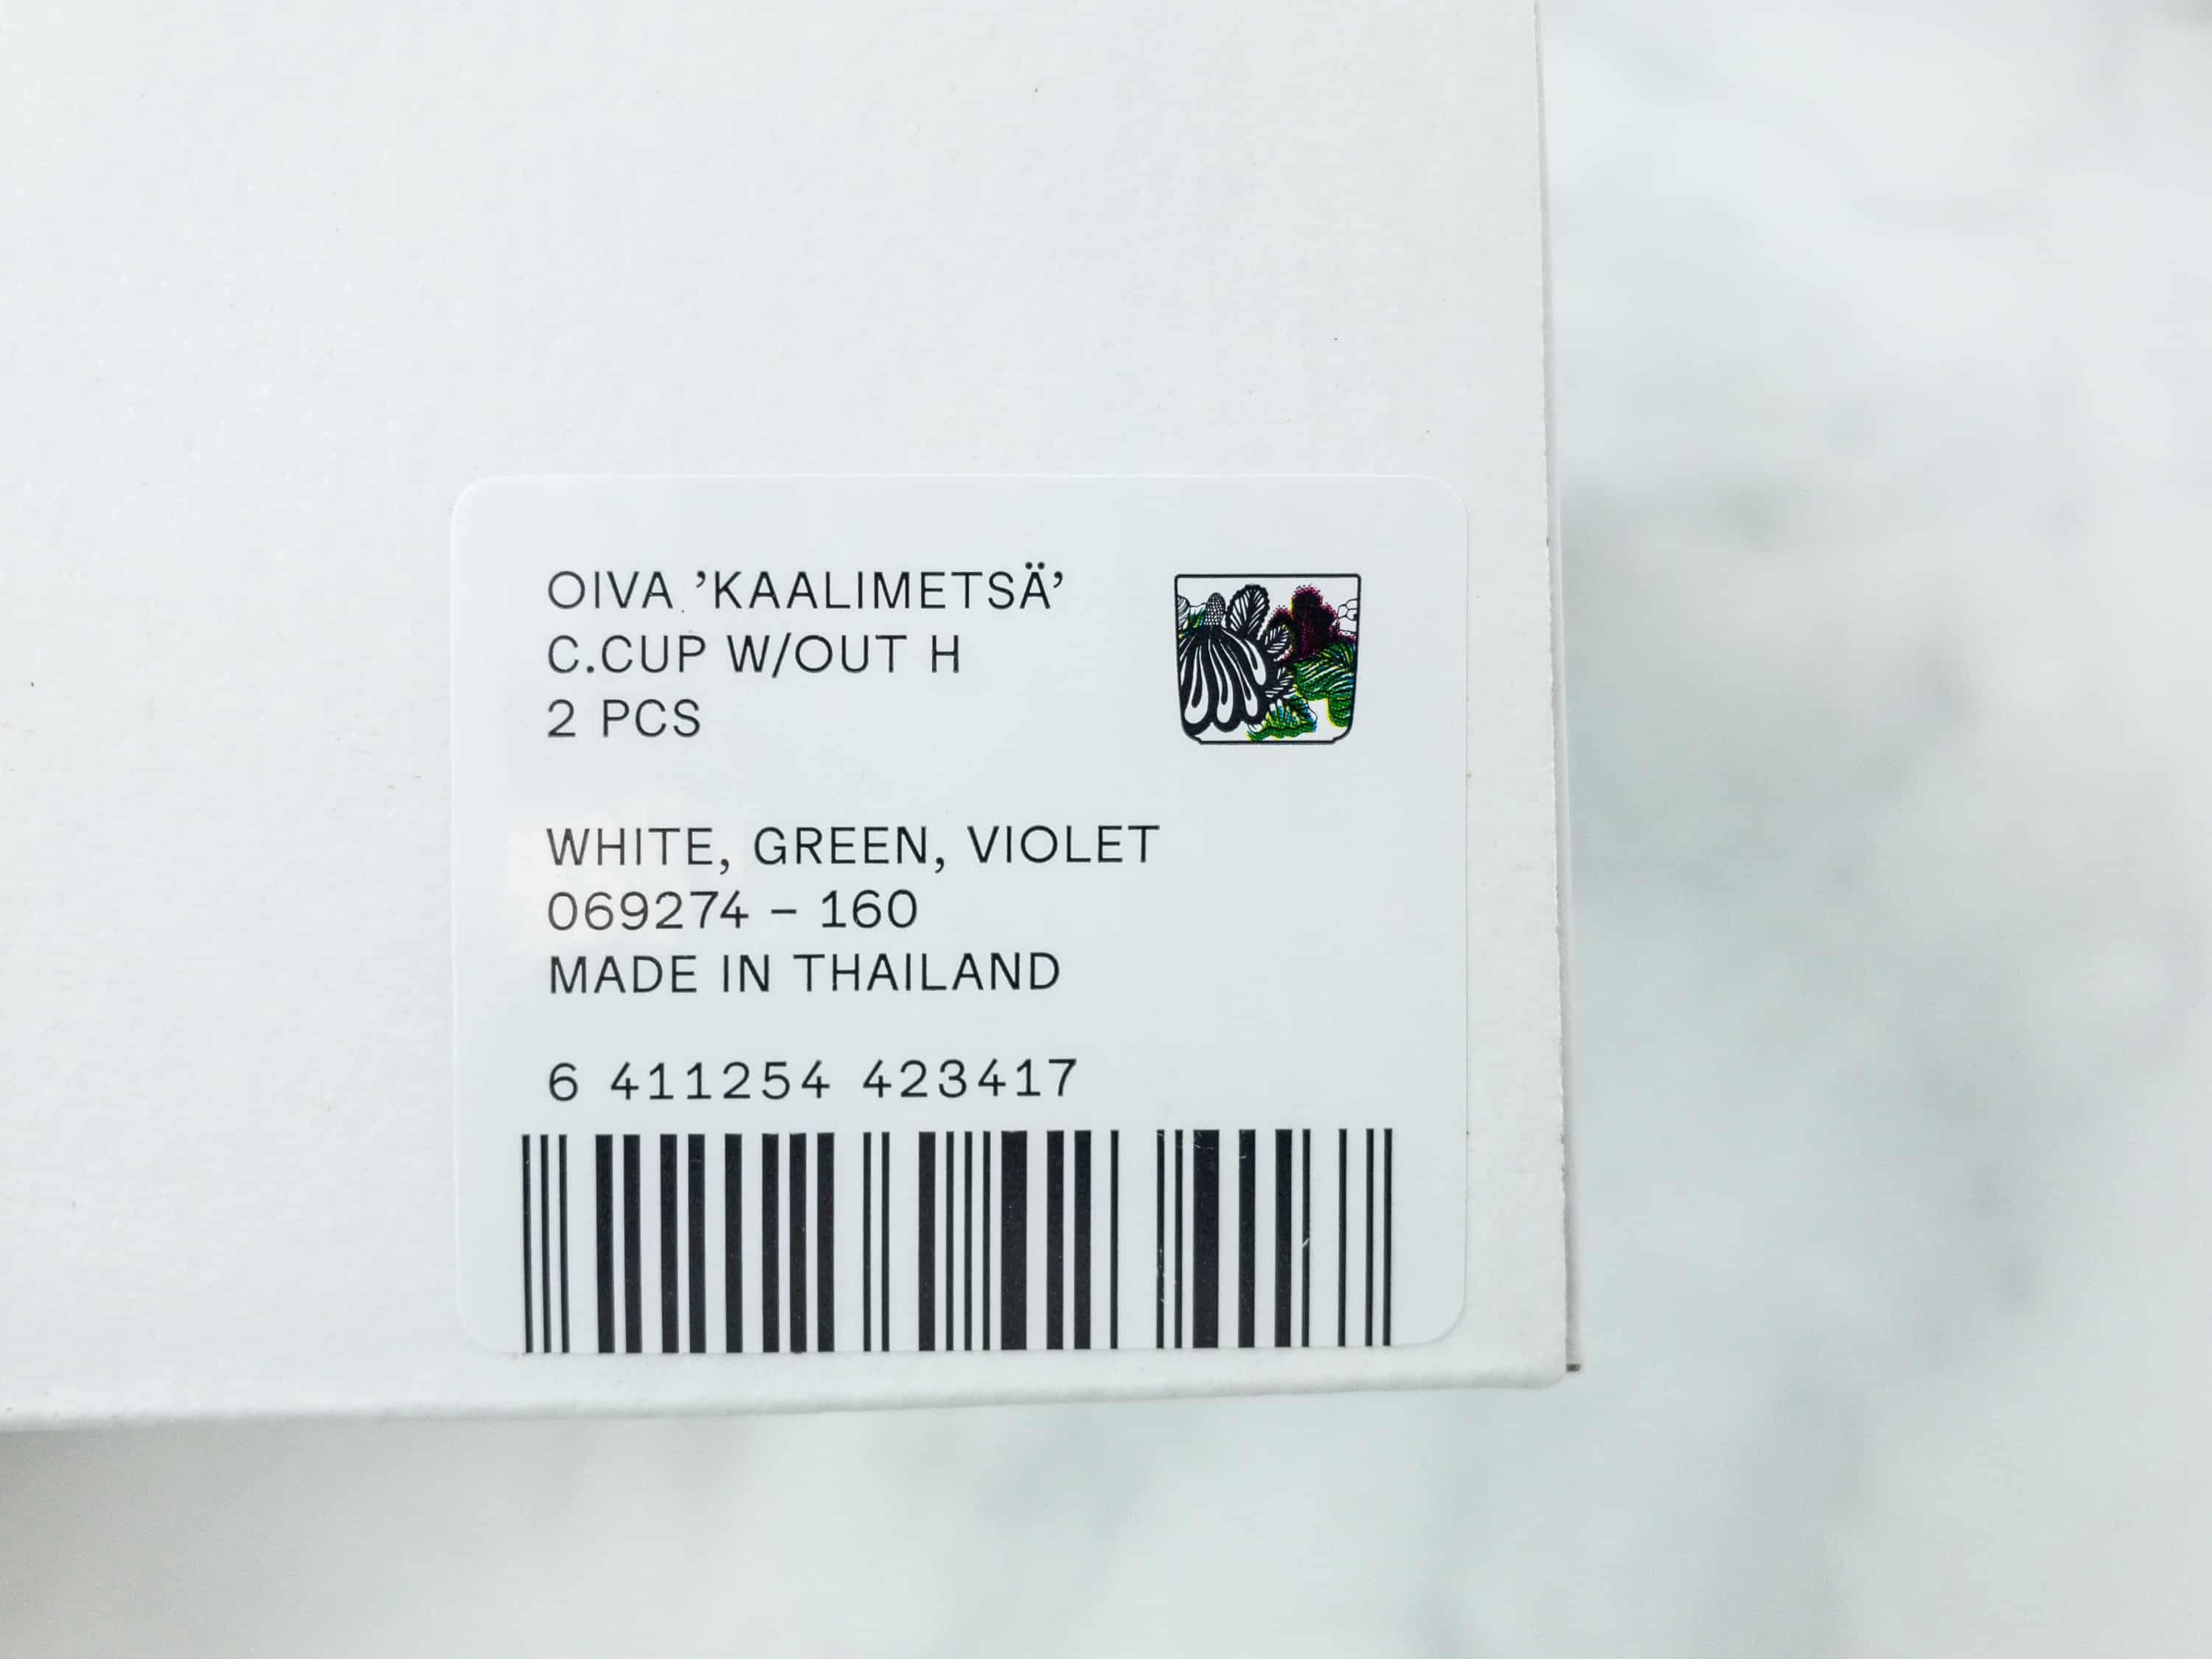 OIVA ’KAALIMETSÄ’
C.CUP W/OUT H
2 PCS
WHITE, GREEN, VIOLET
069274 – 160
MADE IN THAILAND
6 411254 423417